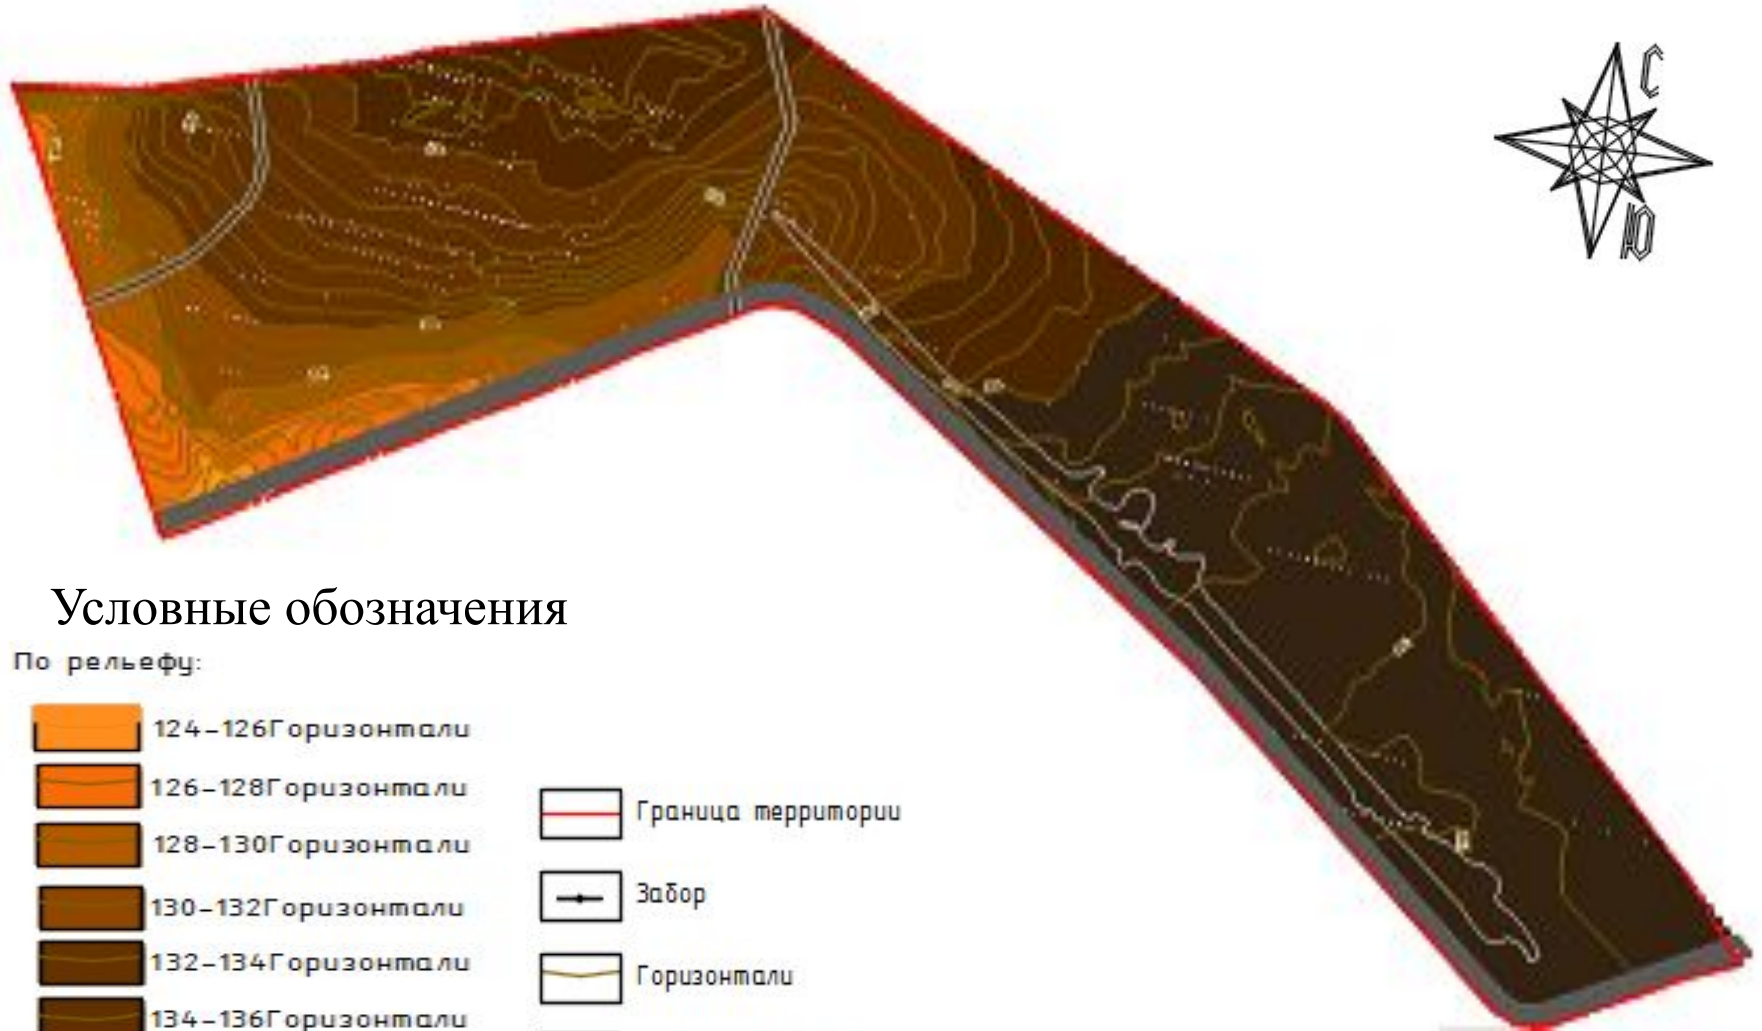 С
Ю
Условные обозначения
По рельефу:
124-126Горизонтали
126-128Горизонтали
128-130Горизонтали
130-132Горизонтали
132-134Горизонтали
134-136Горизонтали
Граница территории
Забор
Горизонтали